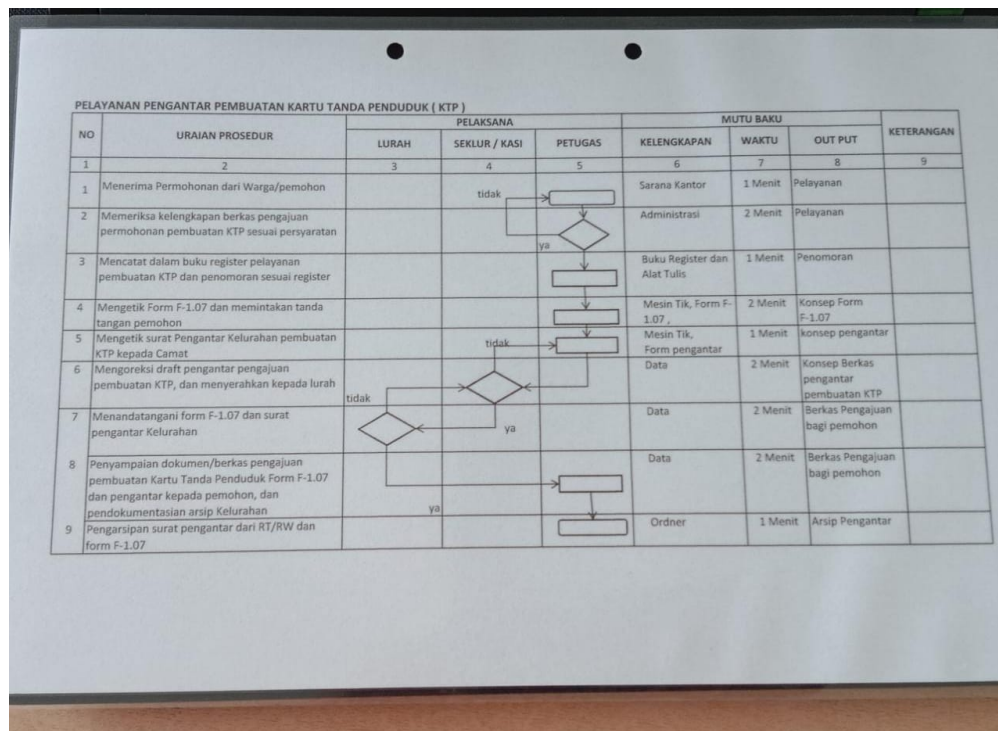 PELAYANAN PENGANTAR PEMBUATAN KARTU TANDA PENDUDUK ( KTP )
NO
URAIAN PROSEDUR
PELAKSANA
MUTU BAKU
KETERANGAN
LURAH
SEKLUR / KASI
PETUGAS
KELENGKAPAN
WAKTU
OUT PUT
1
2
3
4
5
6
7
8
9
1
Menerima Permohonan dari Warga/pemohon
tidak
Sarana Kantor
1 Menit
Pelayanan
2
Memeriksa kelengkapan berkas pengajuan
permohonan pembuatan KTP sesuai persyaratan
ya
Administrasi
2 Menit
Pelayanan
3
Mencatat dalam buku register pelayanan
pembuatan KTP dan penomoran sesuai register
Buku Register dan
Alat Tulis
1 Menit
Penomoran
4
Mengetik Form F-1.07 dan memintakan tanda
tangan pemohon
Mesin Tik, Form F-
1.07 ,
2 Menit
Konsep Form
F-1.07
5
Mengetik surat Pengantar Kelurahan pembuatan
KTP kepada Camat
tidak
Mesin Tik,
Form pengantar
1 Menit
konsep pengantar
6
Mengoreksi draft pengantar pengajuan
pembuatan KTP, dan menyerahkan kepada lurah
tidak
Data
2 Menit
Konsep Berkas
pengantar
pembuatan KTP
7
Menandatangani form F-1.07 dan surat
pengantar Kelurahan
ya
Data
2 Menit
Berkas Pengajuan
bagi pemohon
8
Penyampaian dokumen/berkas pengajuan
pembuatan Kartu Tanda Penduduk Form F-1.07
dan pengantar kepada pemohon, dan
pendokumentasian arsip Kelurahan
ya
Data
2 Menit
Berkas Pengajuan
bagi pemohon
9
Pengarsipan surat pengantar dari RT/RW dan
form F-1.07
Ordner
1 Menit
Arsip Pengantar